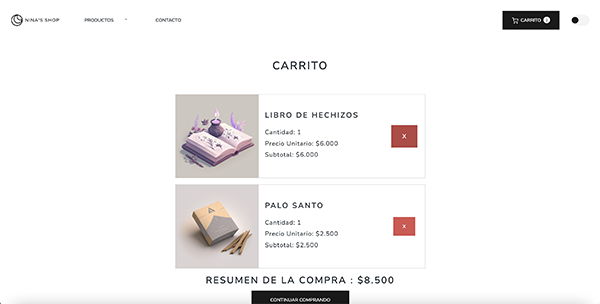 NINA'S SHOP
PRODUCTOS
CONTACTO
CARRITO 2
CARRITO
LIBRO DE HECHIZOS
Cantidad: 1
Precio Unitario: $6.000
Subtotal: $6.000
X
PALO SANTO
Cantidad: 1
Precio Unitario: $2.500
Subtotal: $2.500
X
RESUMEN DE LA COMPRA : $8.500
CONTINUAR COMPRANDO